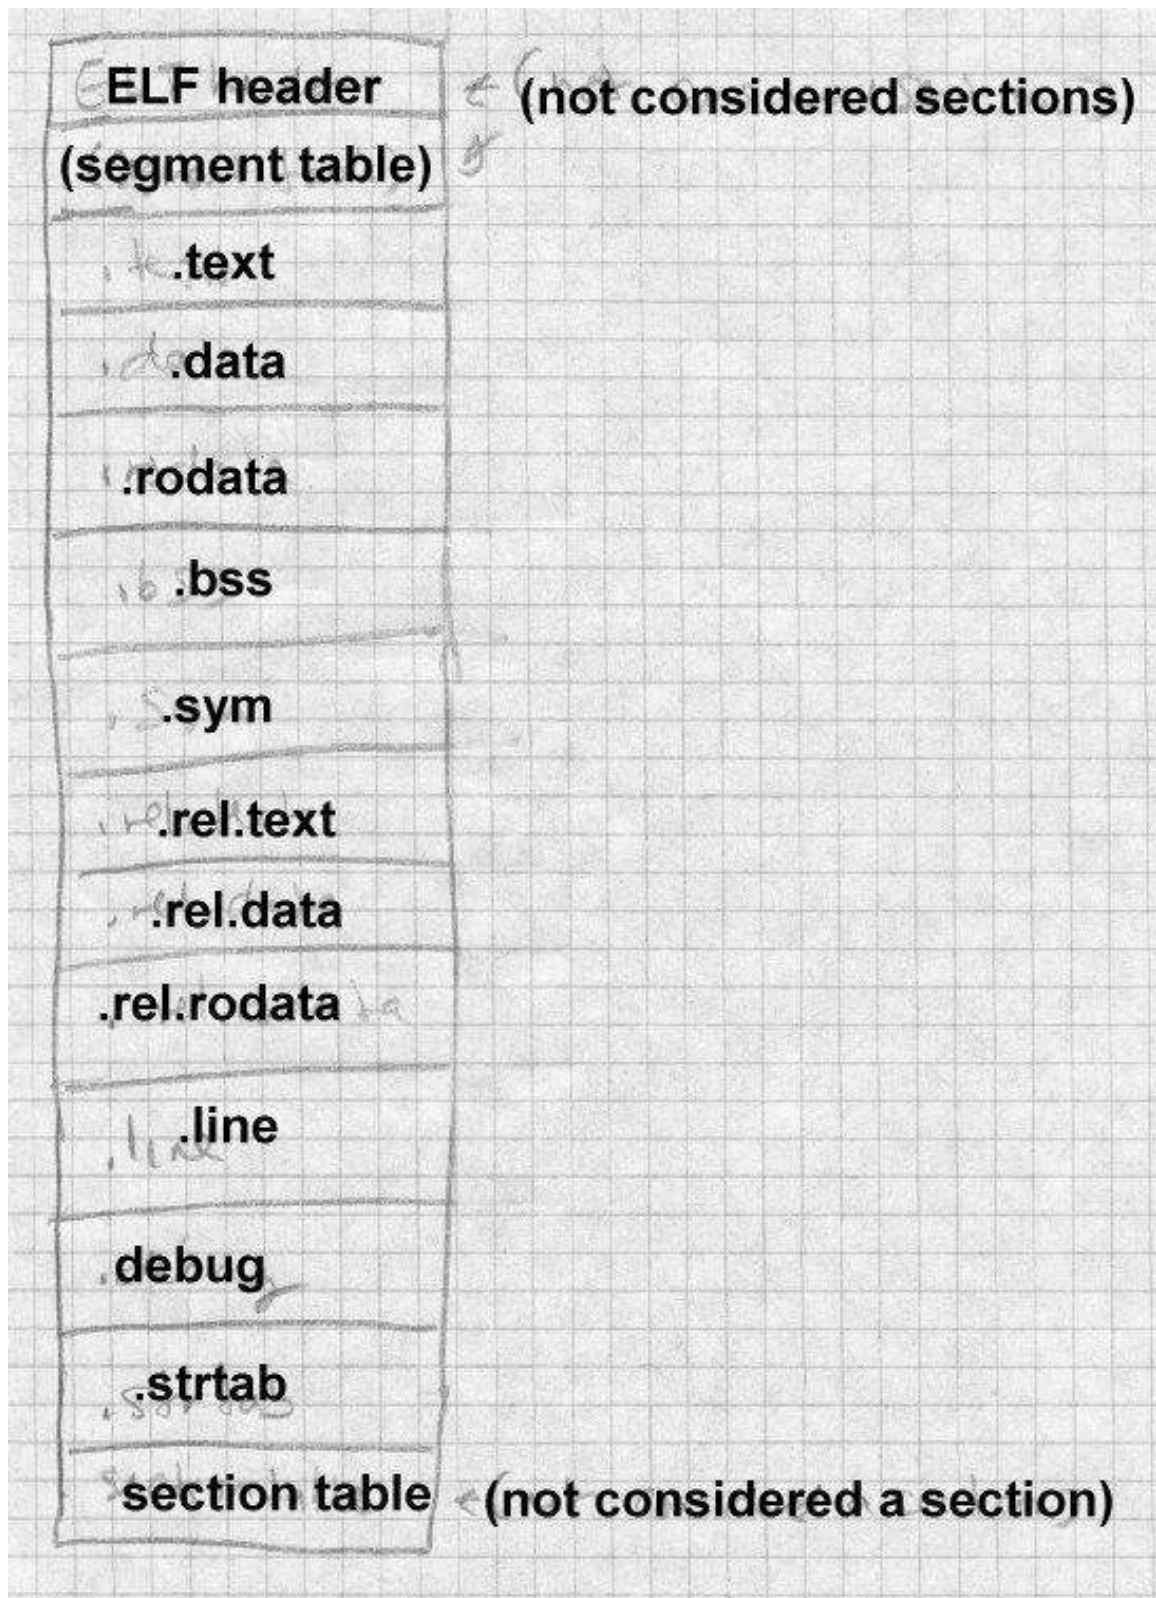 ELF header
(not considered sections)
(segment table)
.text
.data
.rodata
.bss
.sym
.rel.text
.rel.data
.rel.rodata
.line
.debug
.strtab
section table
(not considered a section)